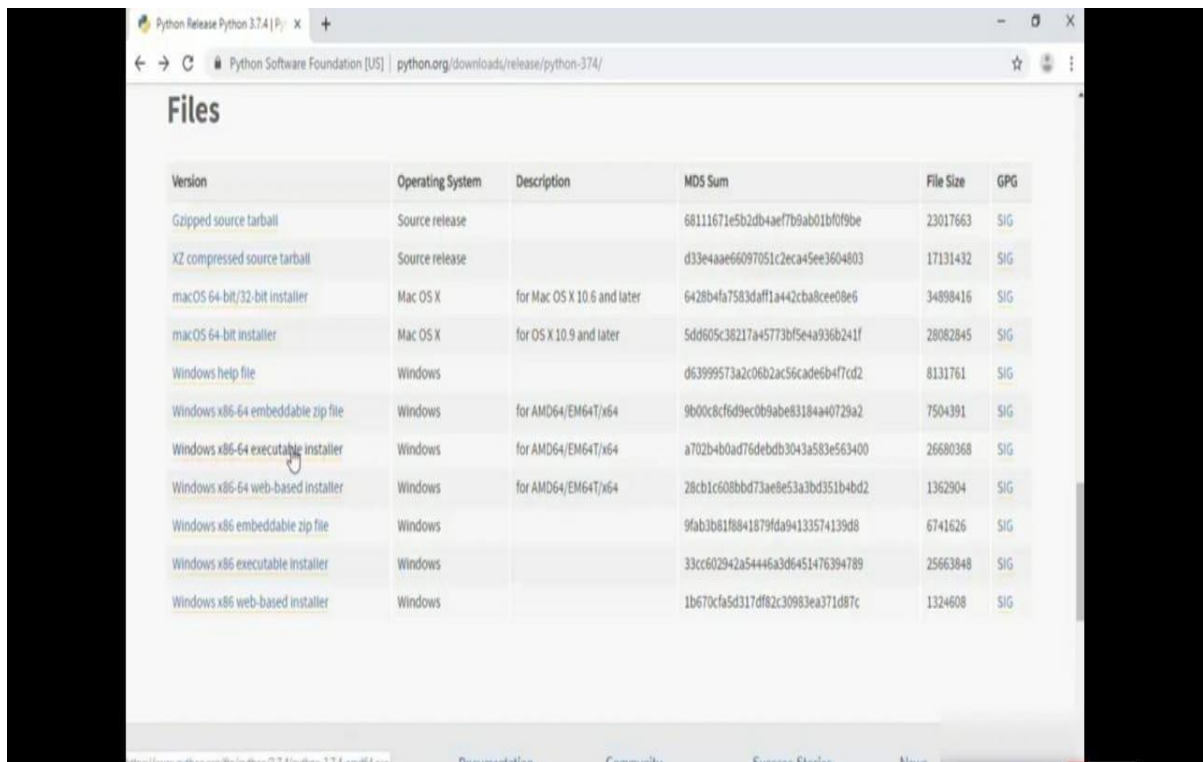 Python Release Python 3.7.4 | Py
Python Software Foundation [US] | python.org/downloads/release/python-374/
Files
Version Operating System Description MD5 Sum File Size GPG
Gzipped source tarball Source release 68111671e5b2db4aef7b9ab01bf0f9be 23017663 SIG
XZ compressed source tarball Source release d33e4aae66097051c2eca45ee3604803 17131432 SIG
macOS 64-bit/32-bit installer Mac OS X for Mac OS X 10.6 and later 6428b4fa7583daff1a442cba8cee08e6 34898416 SIG
macOS 64-bit installer Mac OS X for OS X 10.9 and later 5dd605c38217a45773bf5e4a936b241f 28082845 SIG
Windows help file Windows d63999573a2c06b2ac56cade6b4f7cd2 8131761 SIG
Windows x86-64 embeddable zip file Windows for AMD64/EM64T/x64 9b00c8cf6d9ec0b9abe83184a40729a2 7504391 SIG
Windows x86-64 executable installer Windows for AMD64/EM64T/x64 a702b4b0ad76debdb3043a583e563400 26680368 SIG
Windows x86-64 web-based installer Windows for AMD64/EM64T/x64 28cb1c608bbd73ae8e53a3bd351b4bd2 1362904 SIG
Windows x86 embeddable zip file Windows 9fab3b81f8841879fda94133574139d8 6741626 SIG
Windows x86 executable installer Windows 33cc602942a54446a3d6451476394789 25663848 SIG
Windows x86 web-based installer Windows 1b670cfa5d317df82c30983ea371d87c 1324608 SIG
Documentation Community Success Stories News